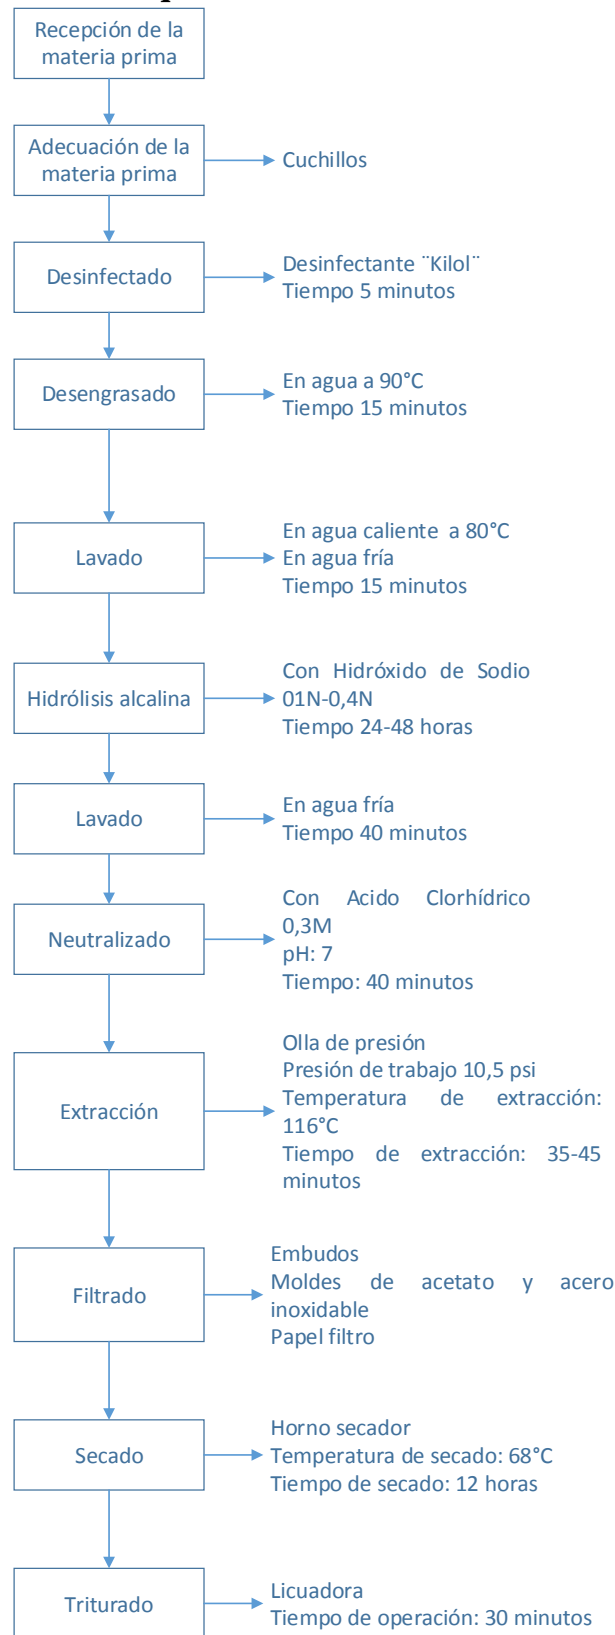 Recepción de la
materia prima
Adecuación de la
materia prima
Cuchillos
Desinfectado
Desinfectante ¨Kilol¨
Tiempo 5 minutos
Desengrasado
En agua a 90°C
Tiempo 15 minutos
Lavado
En agua caliente a 80°C
En agua fría
Tiempo 15 minutos
Hidrólisis alcalina
Con Hidróxido de Sodio
01N-0,4N
Tiempo 24-48 horas
Lavado
En agua fría
Tiempo 40 minutos
Neutralizado
Con Acido Clorhídrico
0,3M
pH: 7
Tiempo: 40 minutos
Extracción
Olla de presión
Presión de trabajo 10,5 psi
Temperatura de extracción:
116°C
Tiempo de extracción: 35-45
minutos
Filtrado
Embudos
Moldes de acetato y acero
inoxidable
Papel filtro
Secado
Horno secador
Temperatura de secado: 68°C
Tiempo de secado: 12 horas
Triturado
Licuadora
Tiempo de operación: 30 minutos